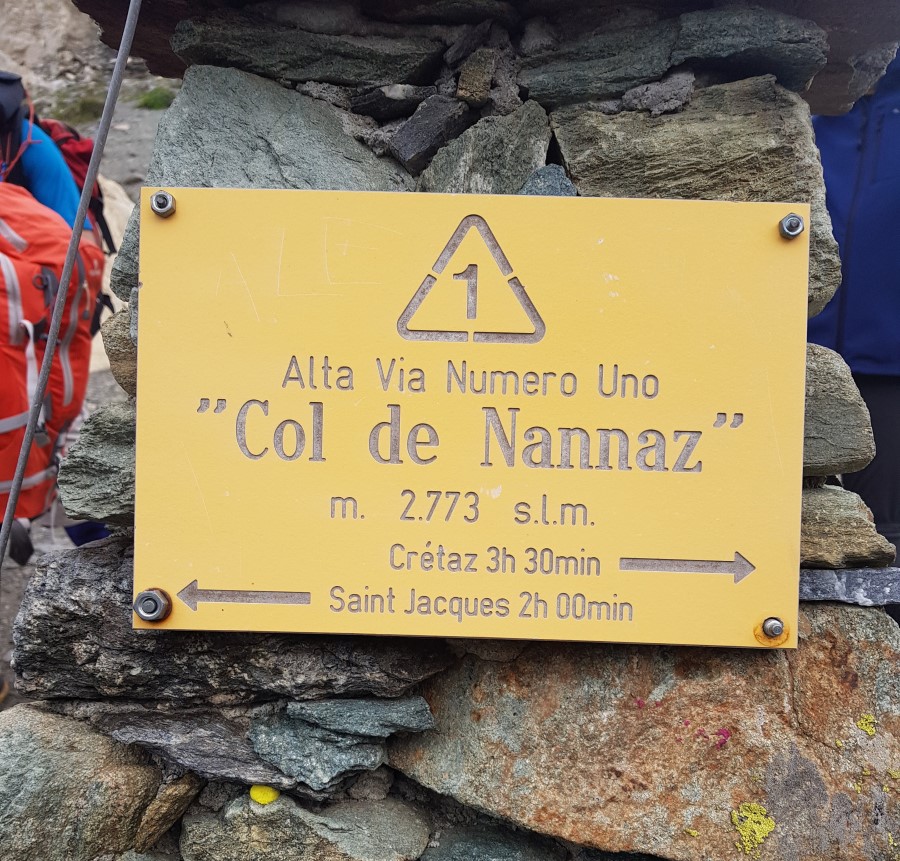 1
Alta Via Numero Uno
"Col de Nannaz"
m. 2.773 s.l.m.
Crétaz 3h 30min
Saint Jacques 2h 00min